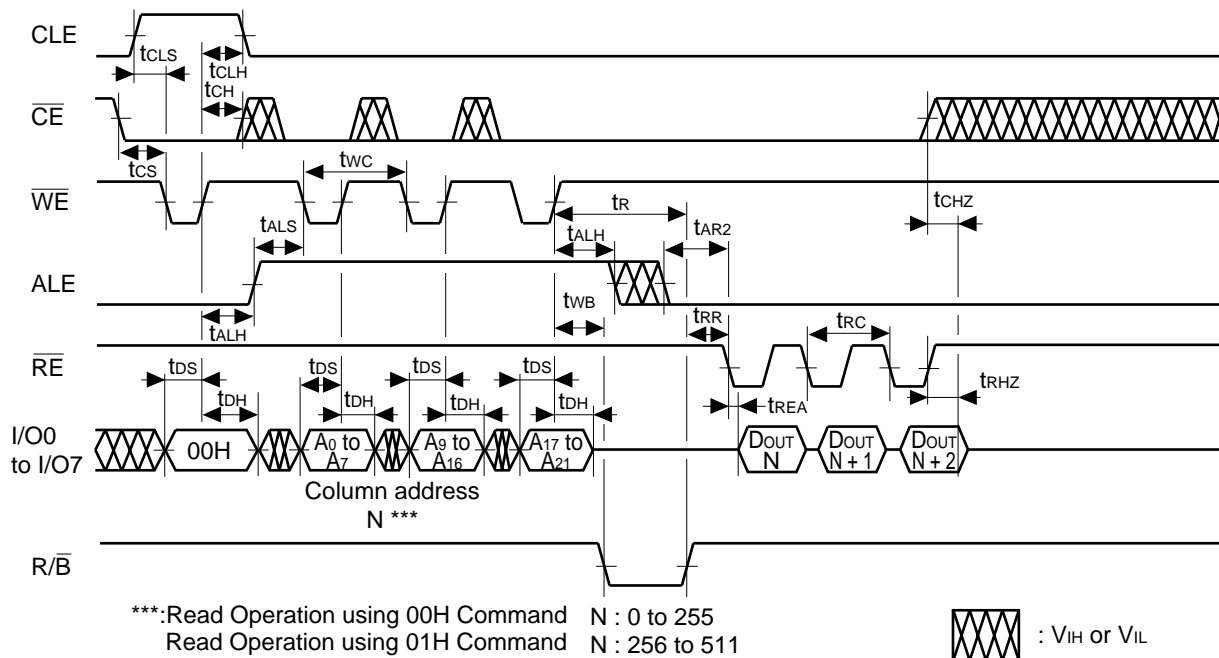 CLE
tCLS
tCLH
tCH
CE
tCS
tWC
WE
tR
tCHZ
tALS
tALH
tAR2
ALE
tWB
tALH
tRR
tRC
RE
tDS
tDS
tDS
tDS
tDH
tDH
tDH
tDH
tREA
tRHZ
I/O0
to I/O7
00H
A0 to
A7
A9 to
A16
A17 to
A21
DOUT
N
DOUT
N + 1
DOUT
N + 2
Column address
N ***
R/B
***:Read Operation using 00H Command N : 0 to 255
Read Operation using 01H Command N : 256 to 511
: VIH or VIL